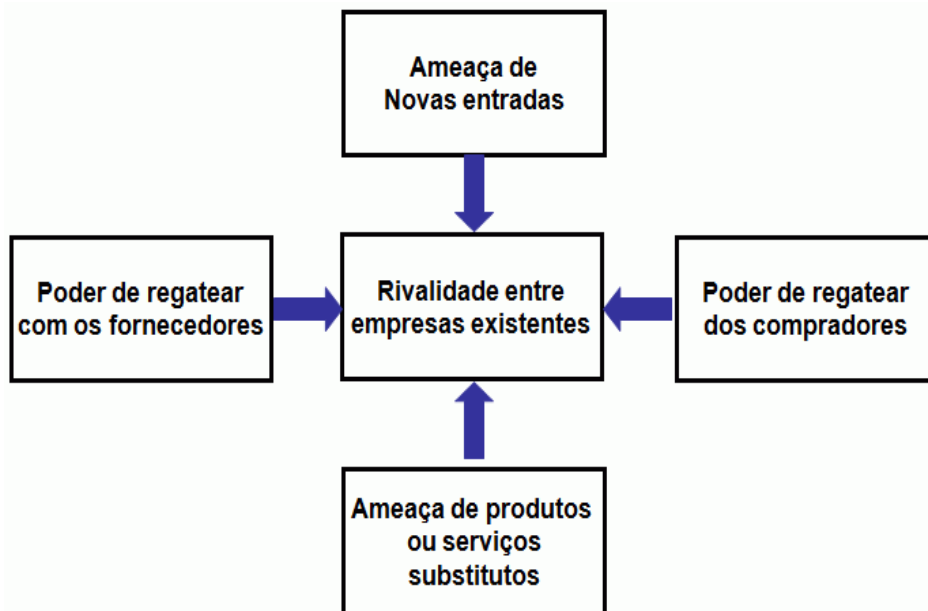 Ameaça de
Novas entradas
Poder de regatear
com os fornecedores
Rivalidade entre
empresas existentes
Poder de regatear
dos compradores
Ameaça de produtos
ou serviços
substitutos